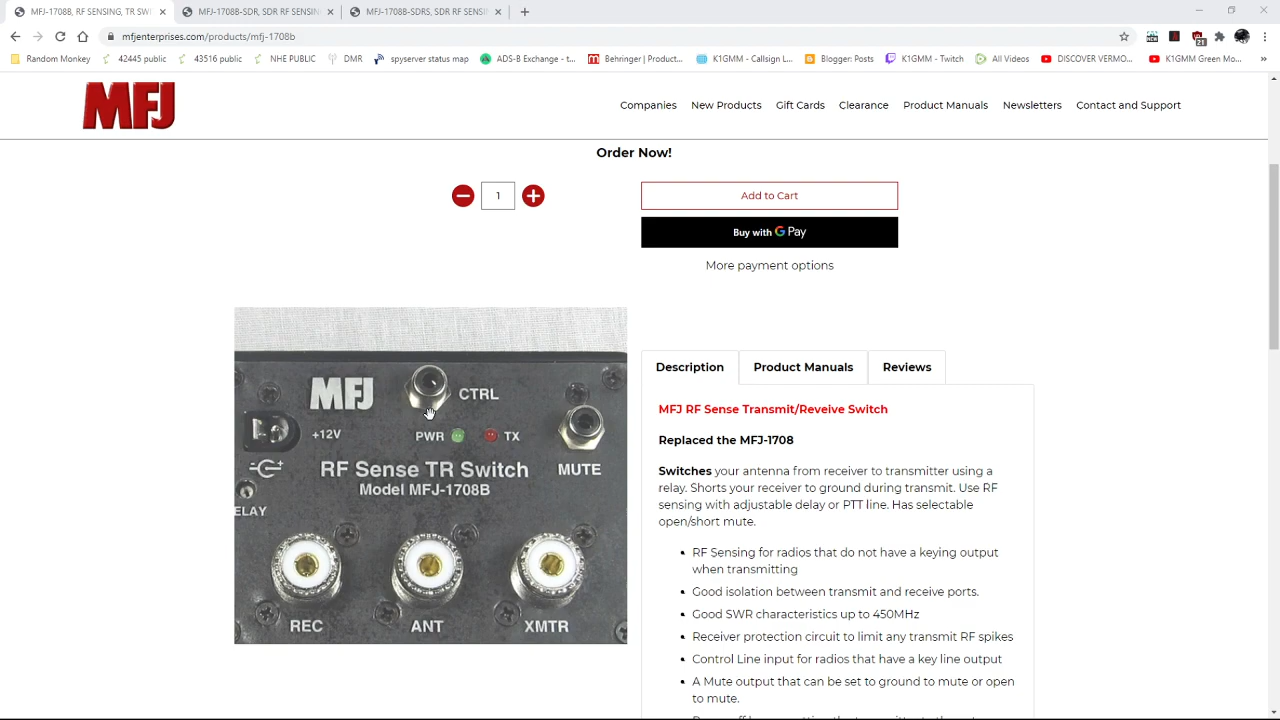 MFJ-1708B, RF SENSING, TR SW
MFJ-1708B-SDR, SDR RF SENSIN
MFJ-1708B-SDRS, SDR RF SENSIN
mfjenterprises.com/products/mfj-1708b
21
Random Monkey
42445 public
43516 public
NHE PUBLIC
DMR
spyserver status map
ADS-B Exchange - t...
Behringer | Product...
K1GMM - Callsign L...
Blogger: Posts
K1GMM - Twitch
All Videos
DISCOVER VERMO...
K1GMM Green Mo...
MFJ
Companies
New Products
Gift Cards
Clearance
Product Manuals
Newsletters
Contact and Support
Order Now!
1
Add to Cart
Buy with G Pay
More payment options
MFJ
CTRL
+12V
PWR
TX
MUTE
RF Sense TR Switch
Model MFJ-1708B
ELAY
REC
ANT
XMTR
Description
Product Manuals
Reviews
MFJ RF Sense Transmit/Reveive Switch
Replaced the MFJ-1708
Switches your antenna from receiver to transmitter using a
relay. Shorts your receiver to ground during transmit. Use RF
sensing with adjustable delay or PTT line. Has selectable
open/short mute.
RF Sensing for radios that do not have a keying output
when transmitting
Good isolation between transmit and receive ports.
Good SWR characteristics up to 450MHz
Receiver protection circuit to limit any transmit RF spikes
Control Line input for radios that have a key line output
A Mute output that can be set to ground to mute or open
to mute.